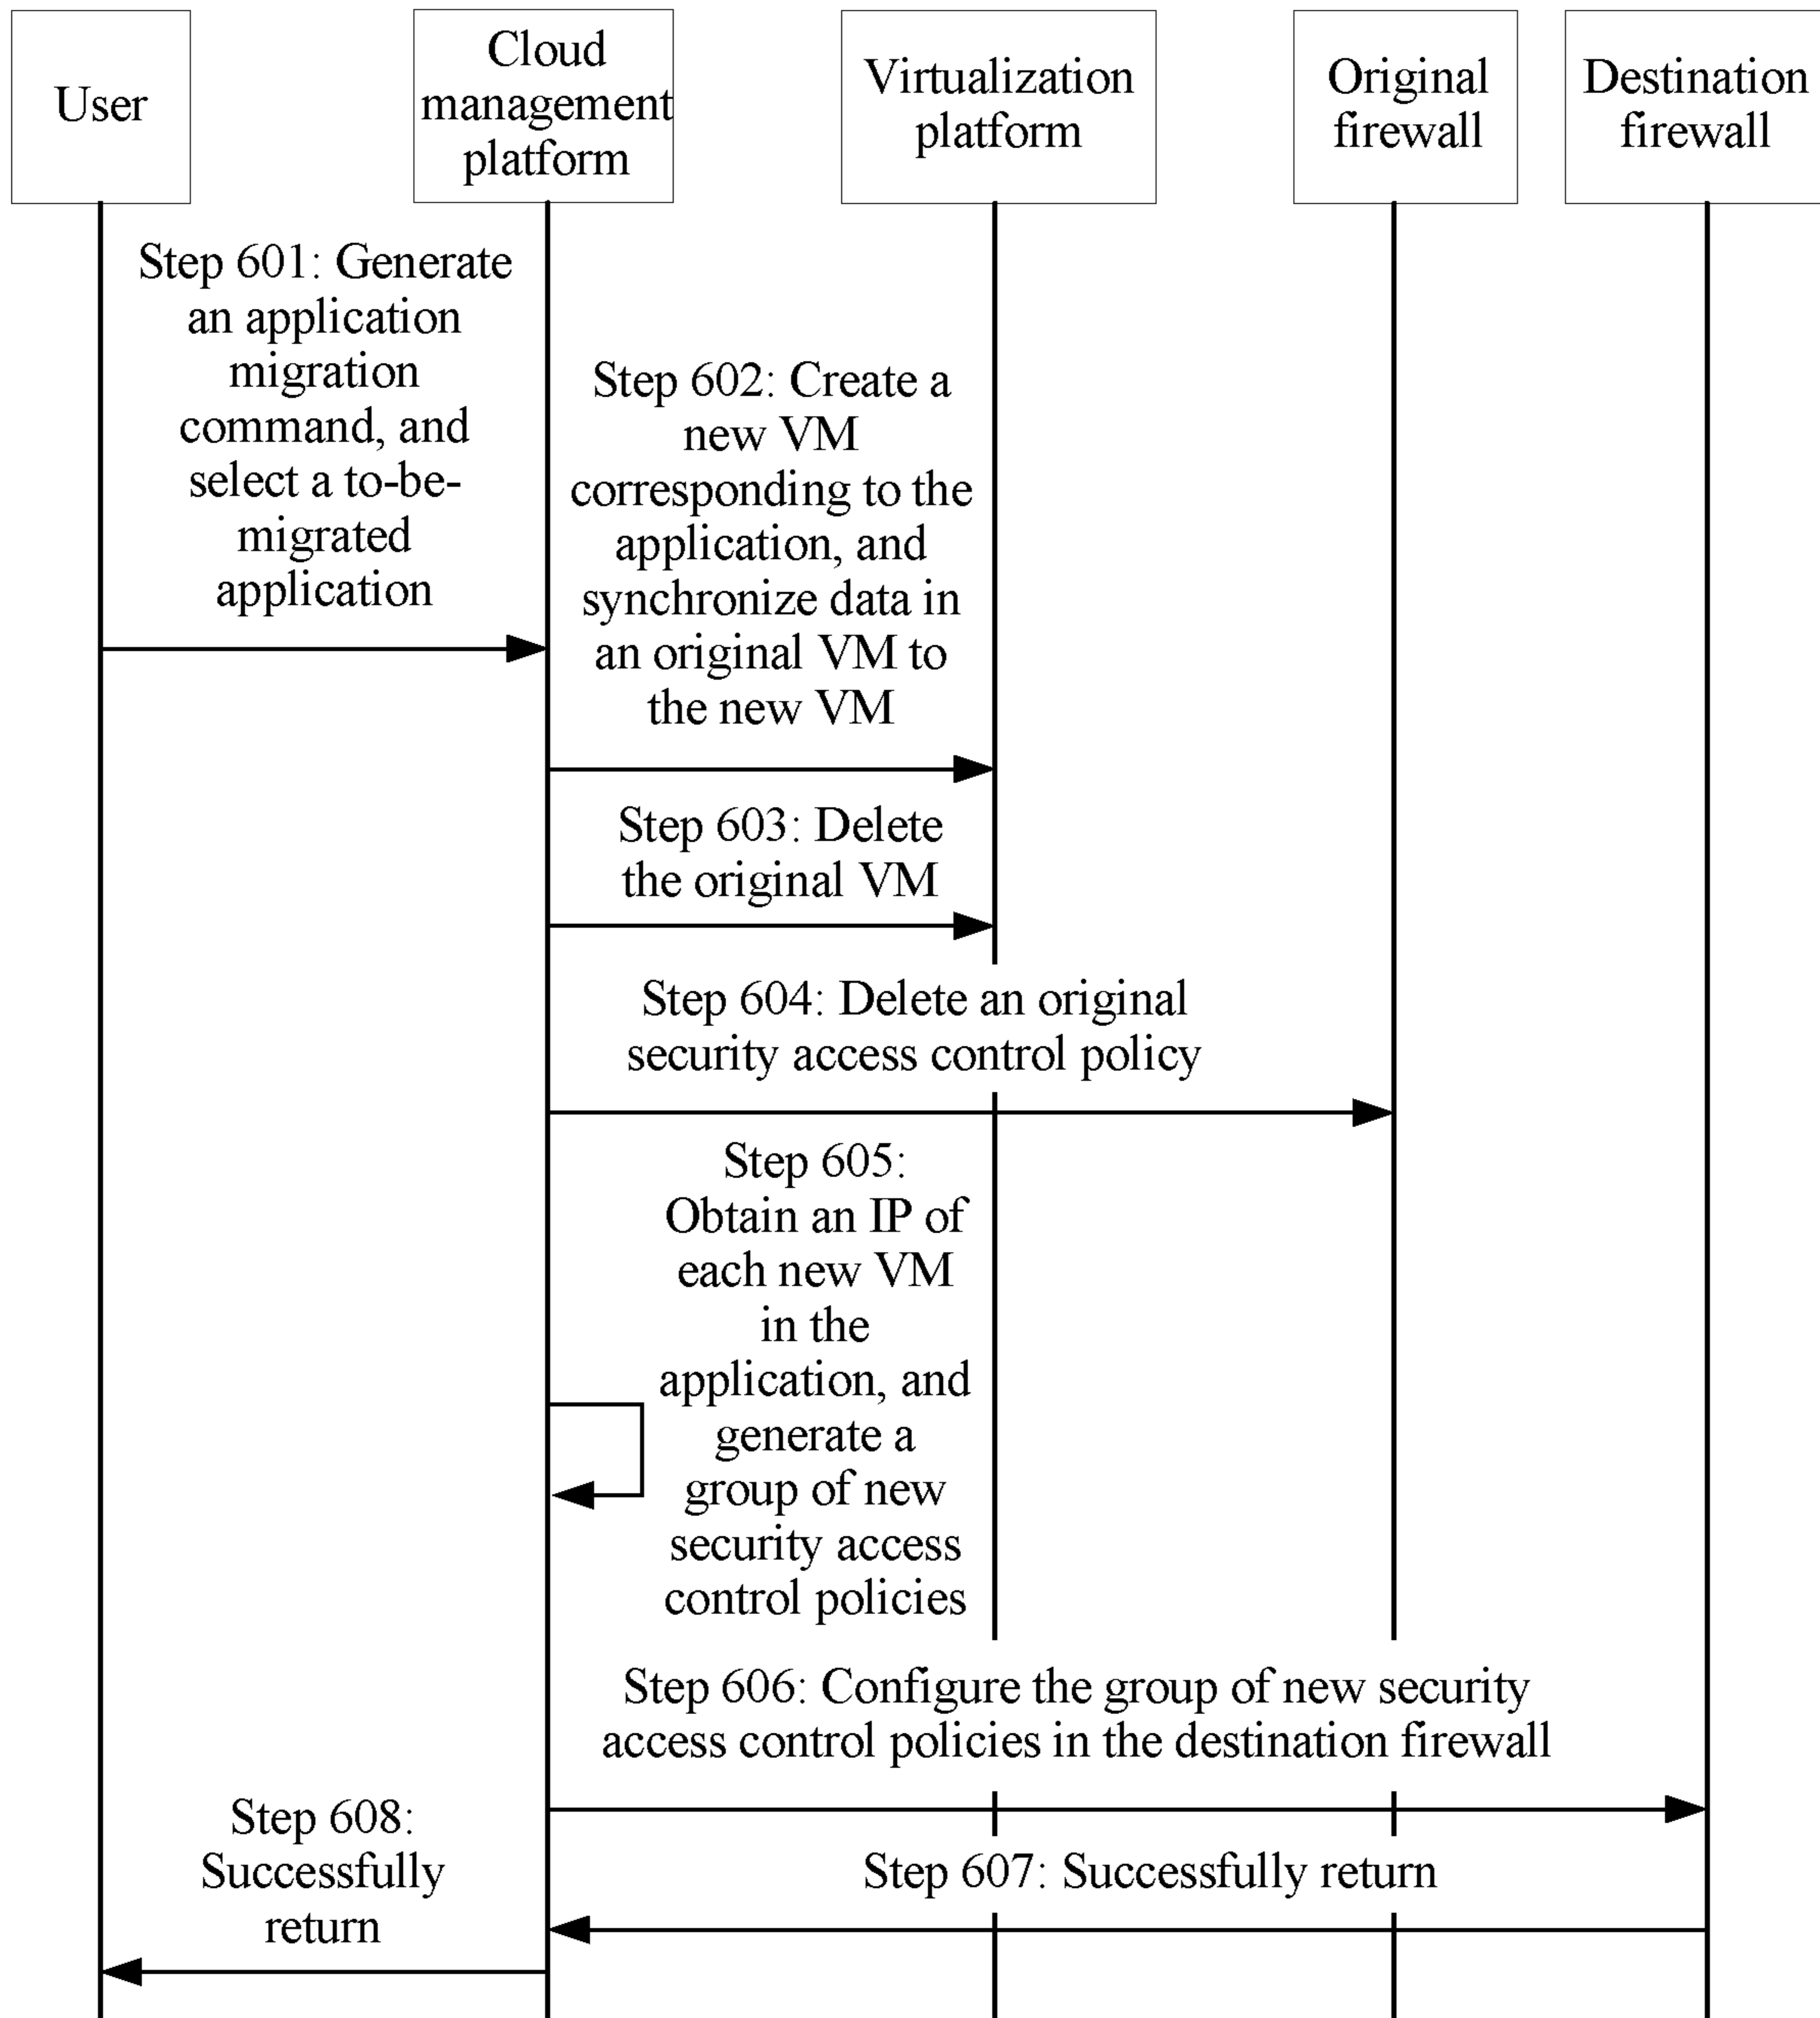 User
Cloud
management
platform
Virtualization
platform
Original
firewall
Destination
firewall
Step 601: Generate
an application
migration
command, and
select a to-be-
migrated
application
Step 602: Create a
new VM
corresponding to the
application, and
synchronize data in
an original VM to
the new VM
Step 603: Delete
the original VM
Step 604: Delete an original
security access control policy
Step 605:
Obtain an IP of
each new VM
in the
application, and
generate a
group of new
security access
control policies
Step 606: Configure the group of new security
access control policies in the destination firewall
Step 607: Successfully return
Step 608:
Successfully
return